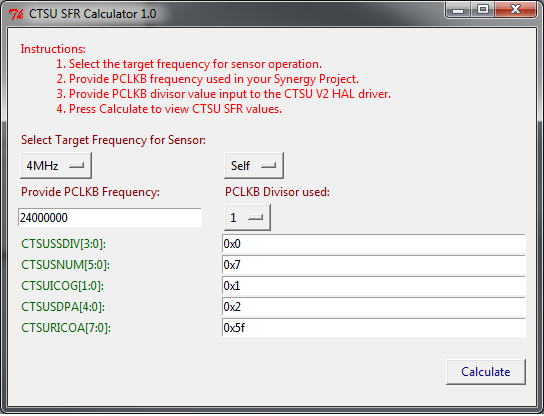 CTSU SFR Calculator 1.0
Instructions:
1. Select the target frequency for sensor operation.
2. Provide PCLKB frequency used in your Synergy Project.
3. Provide PCLKB divisor value input to the CTSU V2 HAL driver.
4. Press Calculate to view CTSU SFR values.
Select Target Frequency for Sensor:
4MHz Self
Provide PCLKB Frequency: PCLKB Divisor used:
24000000 1
CTSUSSDIV[3:0]: 0x0
CTSUSNUM[5:0]: 0x7
CTSUICOG[1:0]: 0x1
CTSUSDPA[4:0]: 0x2
CTSURICOA[7:0]: 0x5f
Calculate